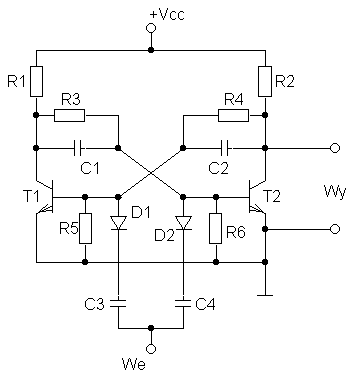 +Vcc
R1 R2
R3 R4
C1 C2
T1 T2
Wy
D1
R5 D2 R6
C3 C4
We